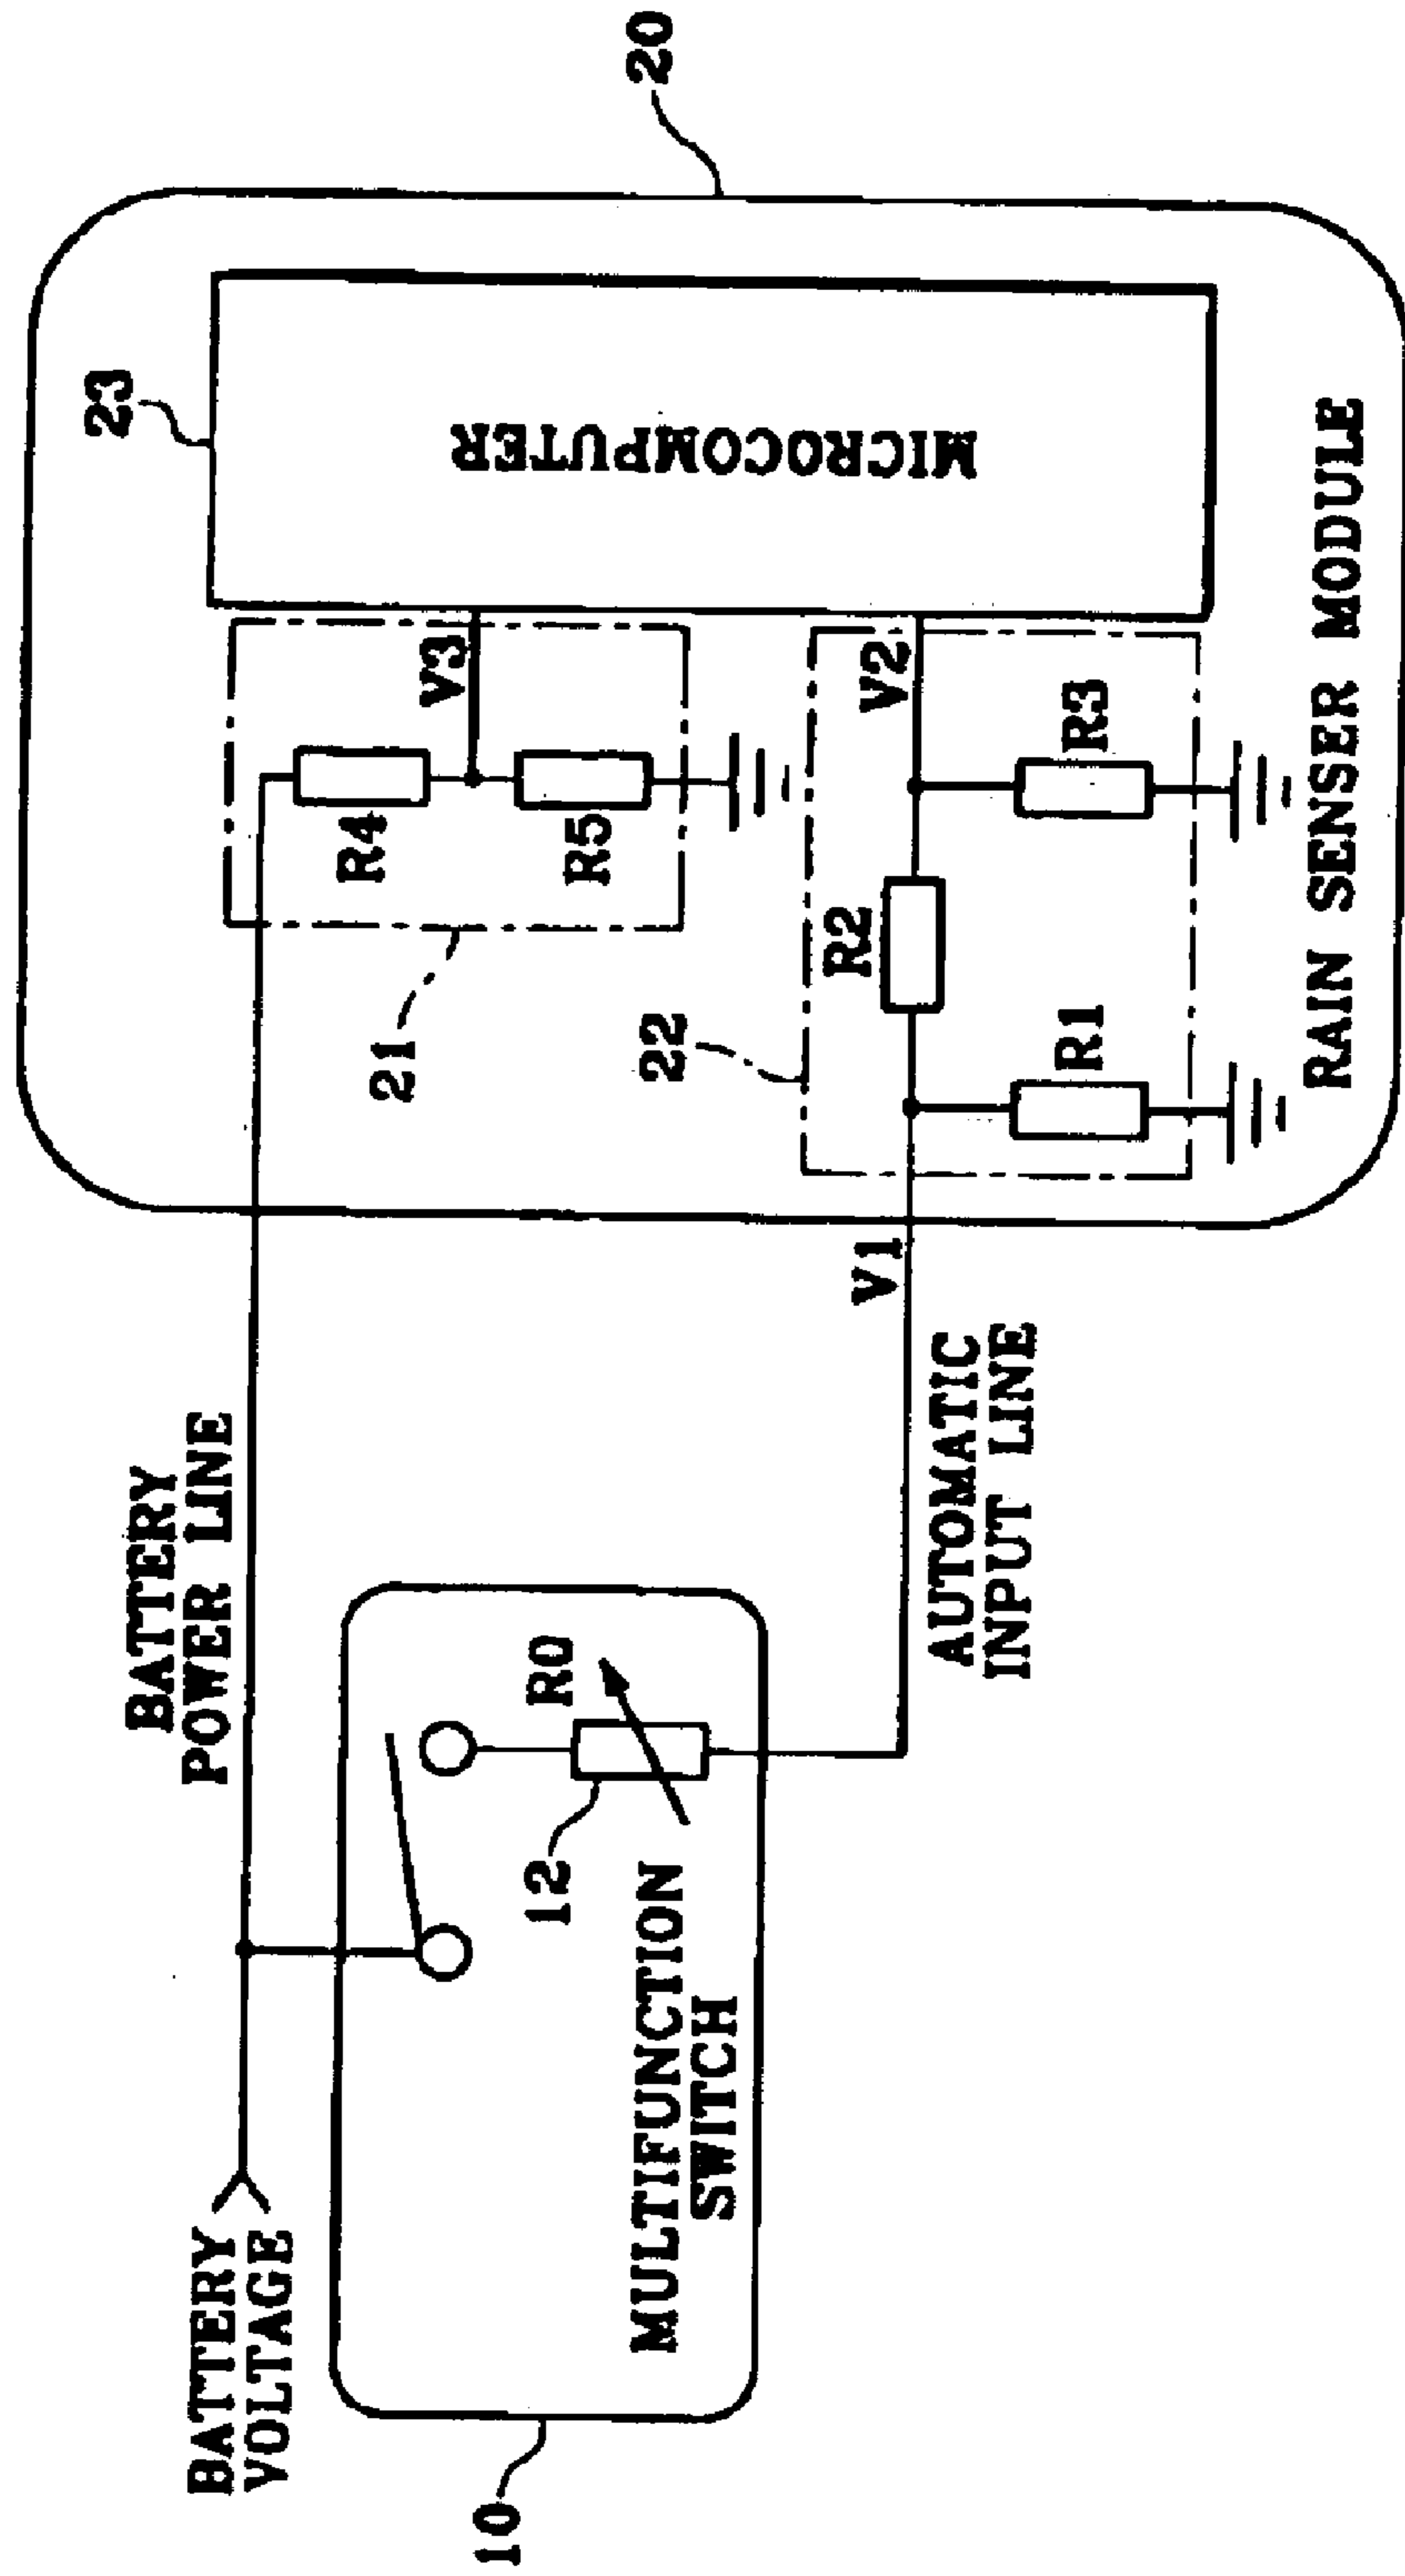 BATTERY
VOLTAGE
BATTERY
POWER LINE
10
MULTIFUNCTION
SWITCH
12
R0
AUTOMATIC
INPUT LINE
V1
20
21
R4
R5
V3
22
R1
R2
R3
V2
23
MICROCOMPUTER
RAIN SENSER MODULE